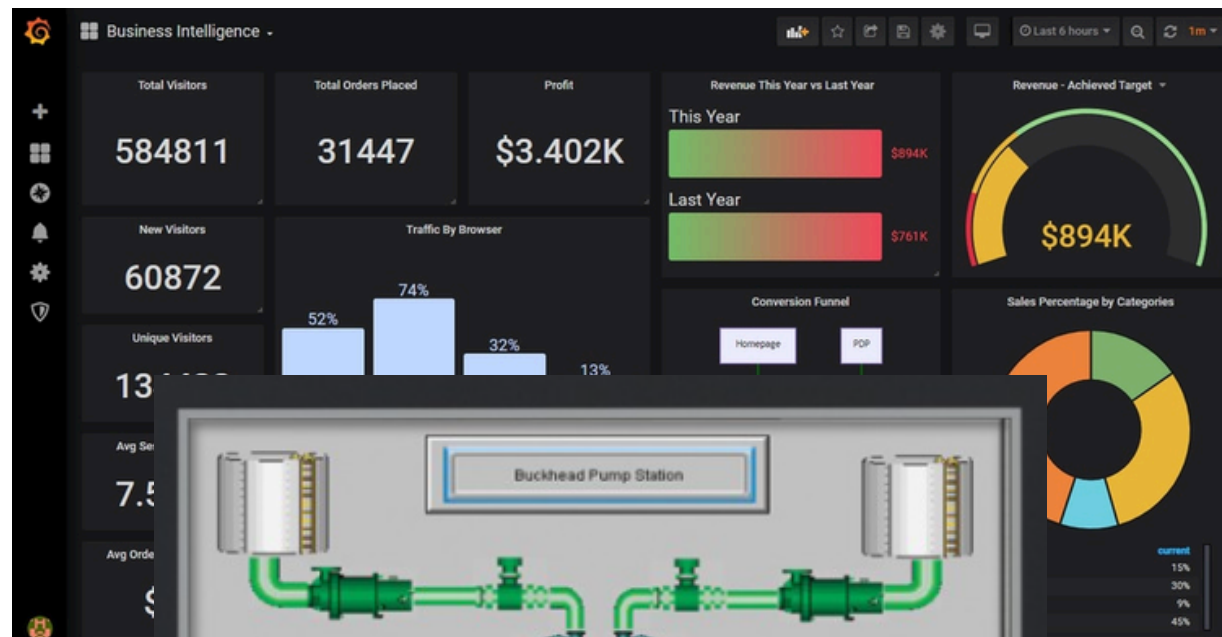 Business Intelligence
Last 6 hours
1m
Total Visitors
584811
Total Orders Placed
31447
Profit
$3.402K
Revenue This Year vs Last Year
This Year
$894K
Last Year
$761K
Revenue - Achieved Target
$894K
New Visitors
60872
Traffic By Browser
52%
74%
32%
13%
Unique Visitors
Conversion Funnel
Homepage
PDP
Sales Percentage by Categories
current
15%
30%
9%
45%
Avg
Avg
$
Buckhead Pump Station